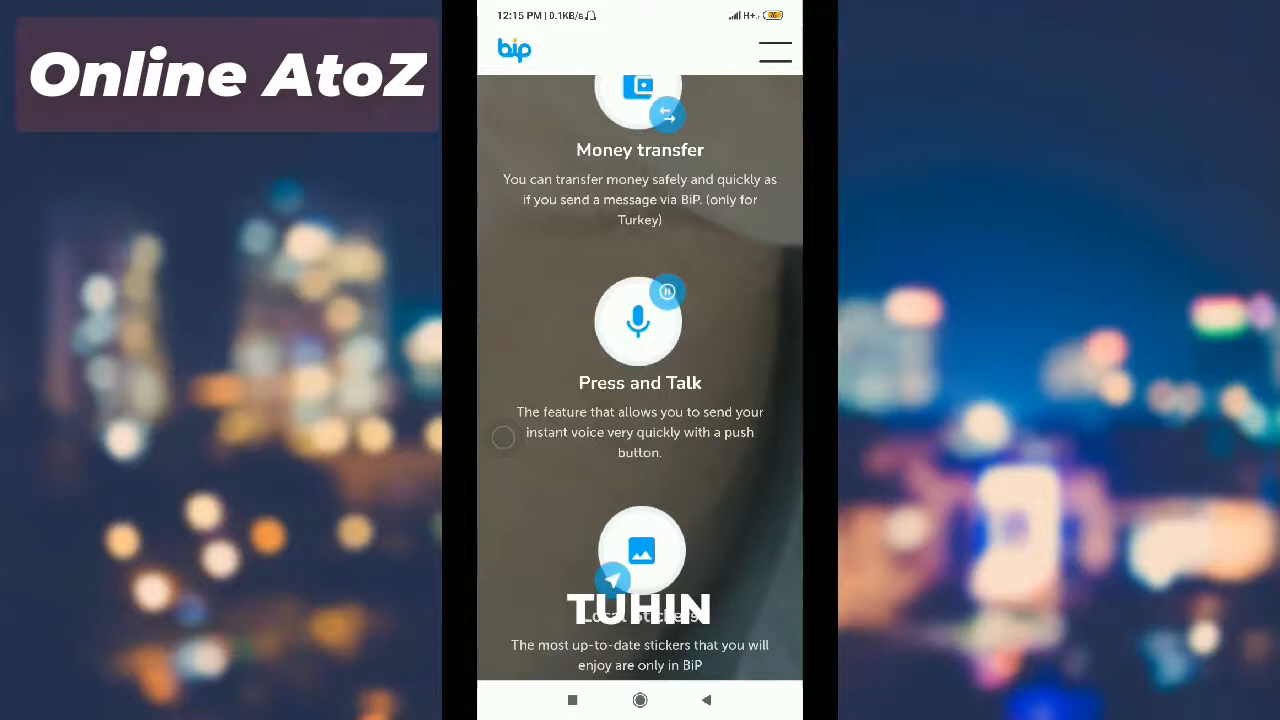 Online AtoZ
12:15 PM | 0.1KB/s
H+
76
bip
Money transfer
You can transfer money safely and quickly as
if you send a message via BiP. (only for
Turkey)
Press and Talk
The feature that allows you to send your
instant voice very quickly with a push
button.
TUHIN
The most up-to-date stickers that you will
enjoy are only in BiP